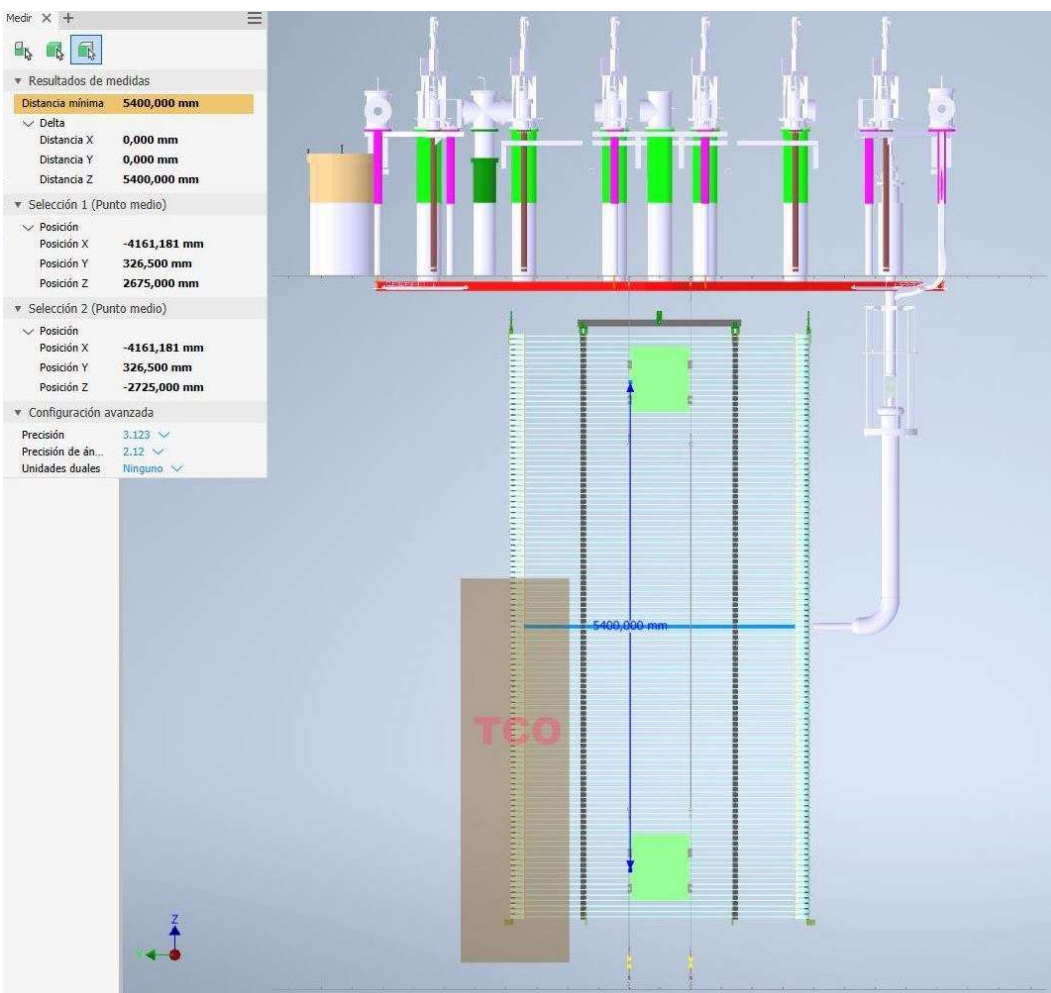 Medir
Resultados de medidas
Distancia mínima 5400,000 mm
Delta
Distancia X 0,000 mm
Distancia Y 0,000 mm
Distancia Z 5400,000 mm
Selección 1 (Punto medio)
Posición
Posición X -4161,181 mm
Posición Y 326,500 mm
Posición Z 2675,000 mm
Selección 2 (Punto medio)
Posición
Posición X -4161,181 mm
Posición Y 326,500 mm
Posición Z -2725,000 mm
Configuración avanzada
Precisión 3.123
Precisión de án... 2.12
Unidades duales Ninguno
5400,000 mm
TCO
Z
Y